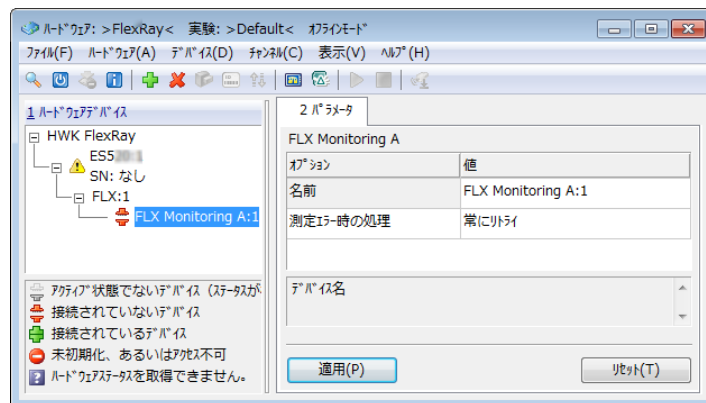 ﾊｰﾄﾞｳｪｱ: >FlexRay< 実験: >Default< ｵﾌﾗｲﾝﾓｰﾄﾞ
ﾌｧｲﾙ(F) ﾊｰﾄﾞｳｪｱ(A) ﾃﾞﾊﾞｲｽ(D) ﾁｬﾝﾈﾙ(C) 表示(V) ﾍﾙﾌﾟ(H)
1 ﾊｰﾄﾞｳｪｱﾃﾞﾊﾞｲｽ
HWK FlexRay
ES5
SN: なし
FLX:1
FLX Monitoring A:1
ｱｸﾃｨﾌﾞ状態でないﾃﾞﾊﾞｲｽ (ｽﾃｰﾀｽが
接続されていないﾃﾞﾊﾞｲｽ
接続されているﾃﾞﾊﾞｲｽ
未初期化、あるいはｱｸｾｽ不可
ﾊｰﾄﾞｳｪｱｽﾃｰﾀｽを取得できません。
2 ﾊﾟﾗﾒｰﾀ
FLX Monitoring A
ｵﾌﾟｼｮﾝ 値
名前 FLX Monitoring A:1
測定ｴﾗｰ時の処理 常にﾘﾄﾗｲ
ﾃﾞﾊﾞｲｽ名
適用(P) ﾘｾｯﾄ(T)